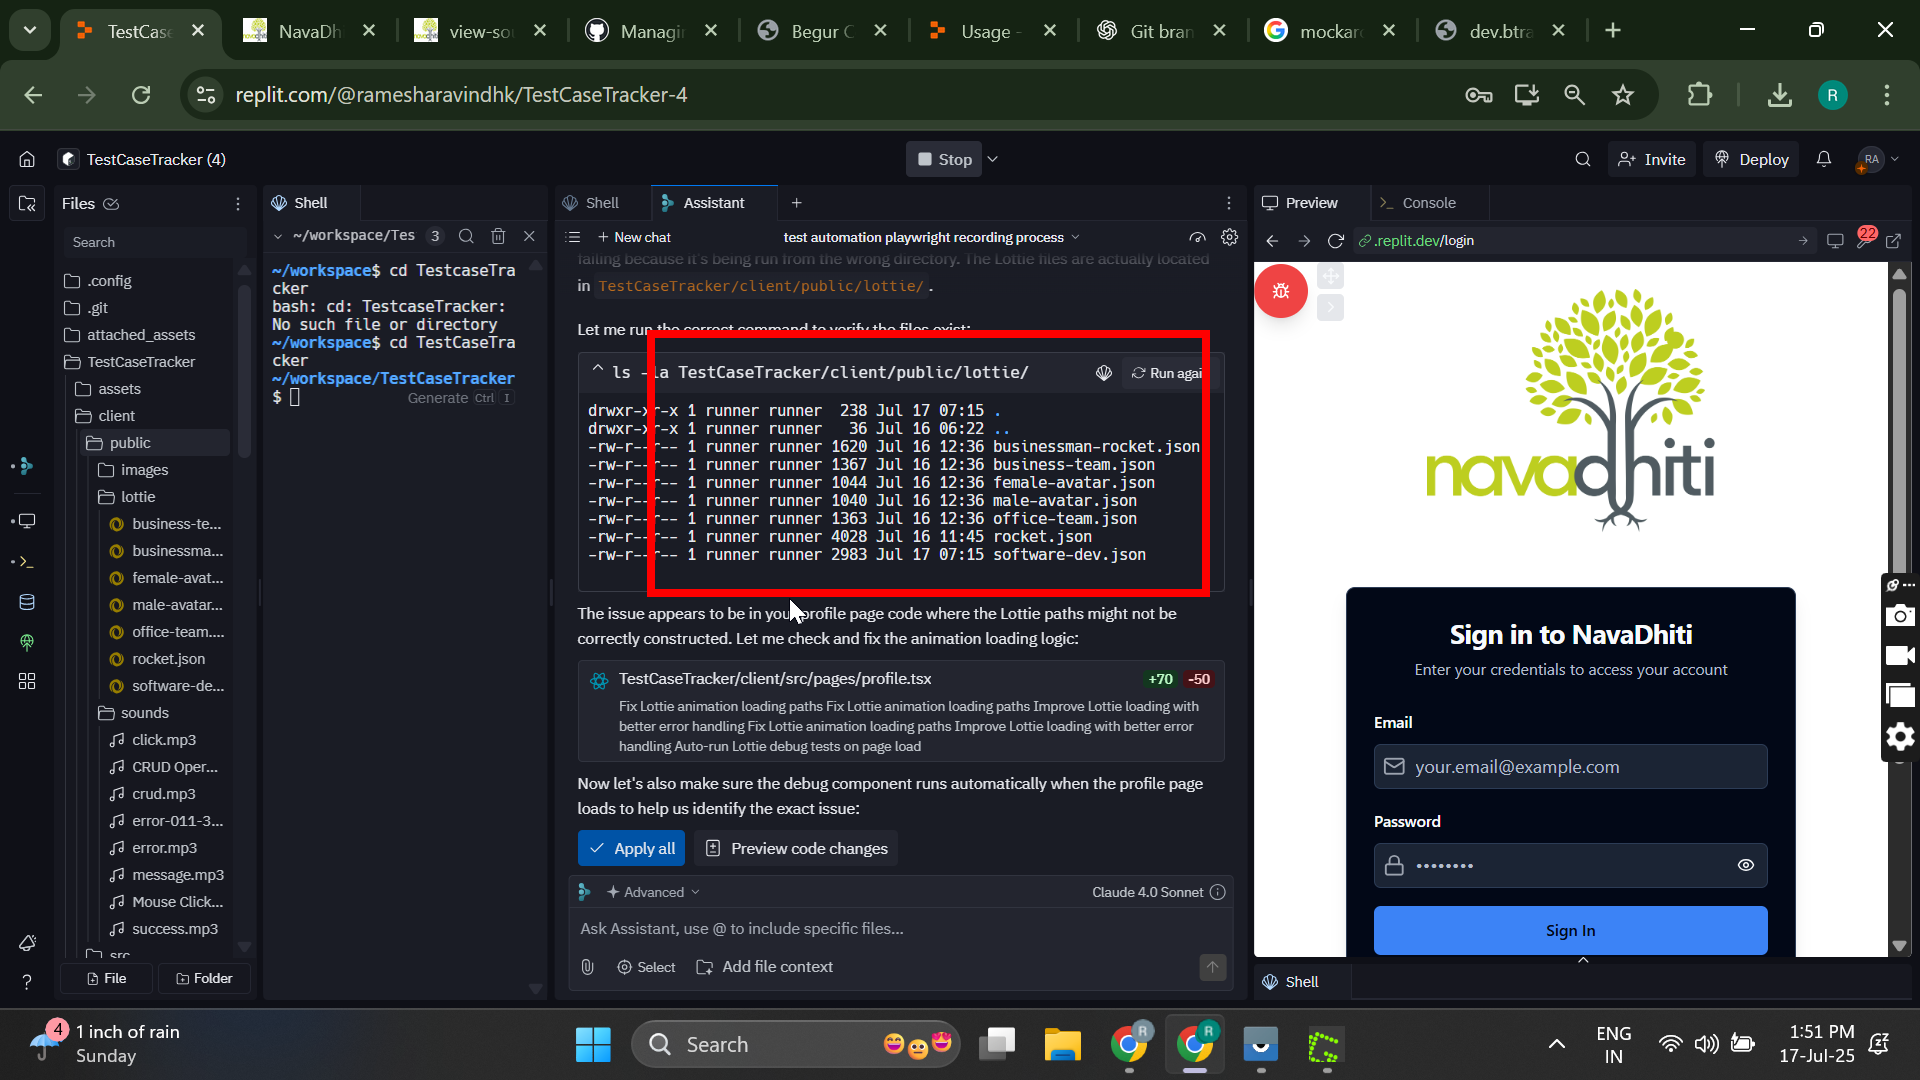 TestCase
NavaDh
view-sou
Managin
Begur C
Usage -
Git bran
mockaro
dev.btra
replit.com/@ramesharavindhk/TestCaseTracker-4
R
TestCaseTracker (4)
Stop
Invite
Deploy
RA
Files
Search
.config
.git
attached_assets
TestCaseTracker
assets
client
public
images
lottie
business-te...
businessma...
female-avat...
male-avatar...
office-team....
rocket.json
software-de...
sounds
click.mp3
CRUD Oper...
crud.mp3
error-011-3...
error.mp3
message.mp3
Mouse Click...
success.mp3
src
File
Folder
Shell
~/workspace/Tes 3
~/workspace$ cd TestcaseTra
cker
bash: cd: TestcaseTracker:
No such file or directory
~/workspace$ cd TestCaseTra
cker
~/workspace/TestCaseTracker
$
Generate Ctrl I
Shell
Assistant
New chat
test automation playwright recording process
failing because it's being run from the wrong directory. The Lottie files are actually located
in TestCaseTracker/client/public/lottie/ .
Let me run the correct command to verify the files exist:
ls -la TestCaseTracker/client/public/lottie/
Run again
drwxr-xr-x 1 runner runner 238 Jul 17 07:15 .
drwxr-xr-x 1 runner runner 36 Jul 16 06:22 ..
-rw-r--r-- 1 runner runner 1620 Jul 16 12:36 businessman-rocket.json
-rw-r--r-- 1 runner runner 1367 Jul 16 12:36 business-team.json
-rw-r--r-- 1 runner runner 1044 Jul 16 12:36 female-avatar.json
-rw-r--r-- 1 runner runner 1040 Jul 16 12:36 male-avatar.json
-rw-r--r-- 1 runner runner 1363 Jul 16 12:36 office-team.json
-rw-r--r-- 1 runner runner 4028 Jul 16 11:45 rocket.json
-rw-r--r-- 1 runner runner 2983 Jul 17 07:15 software-dev.json
The issue appears to be in your profile page code where the Lottie paths might not be
correctly constructed. Let me check and fix the animation loading logic:
TestCaseTracker/client/src/pages/profile.tsx
+70 -50
Fix Lottie animation loading paths Fix Lottie animation loading paths Improve Lottie loading with
better error handling Fix Lottie animation loading paths Improve Lottie loading with better error
handling Auto-run Lottie debug tests on page load
Now let's also make sure the debug component runs automatically when the profile page
loads to help us identify the exact issue:
Apply all
Preview code changes
Advanced
Claude 4.0 Sonnet
Ask Assistant, use @ to include specific files...
Select
Add file context
Preview
Console
.replit.dev/login
22
navadhiti
Sign in to NavaDhiti
Enter your credentials to access your account
Email
your.email@example.com
Password
Sign In
Shell
4
1 inch of rain
Sunday
Search
R
R
ENG
IN
1:51 PM
17-Jul-25